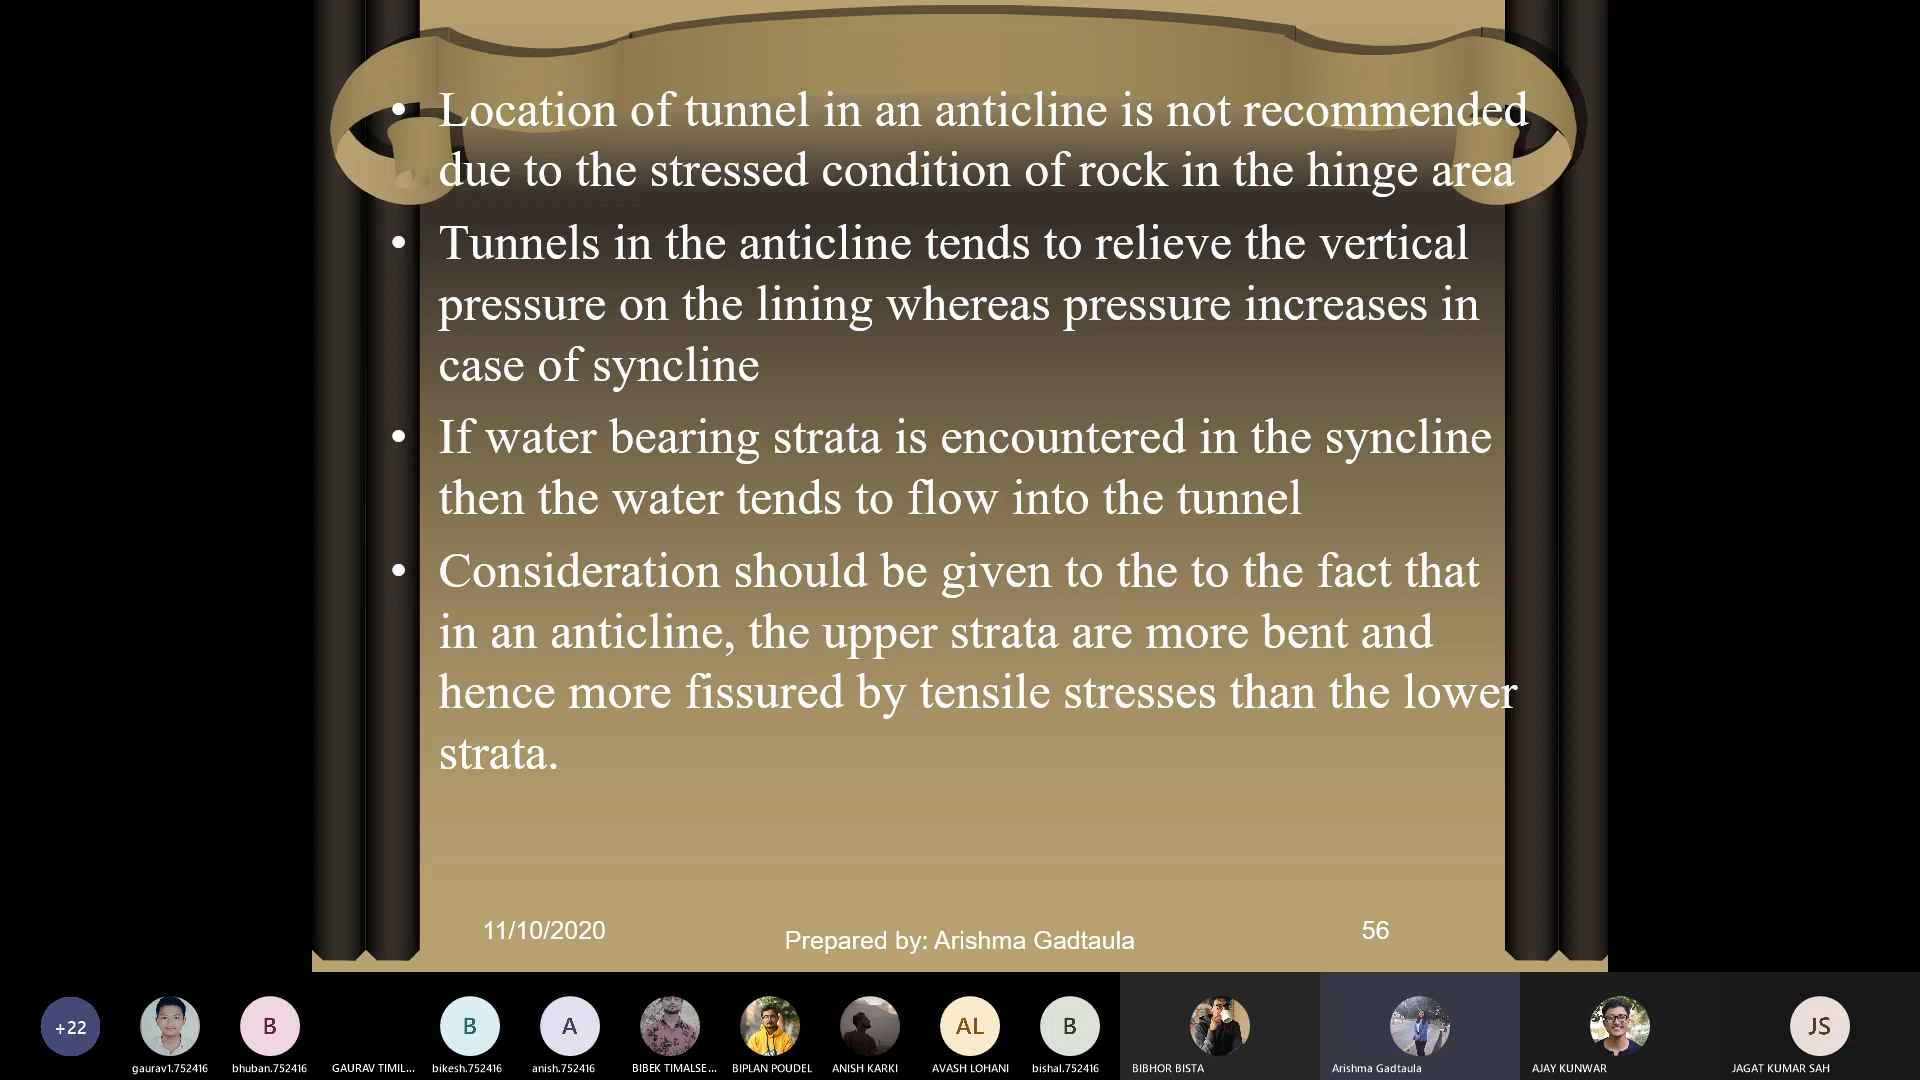 • Location of tunnel in an anticline is not recommended
due to the stressed condition of rock in the hinge area
• Tunnels in the anticline tends to relieve the vertical
pressure on the lining whereas pressure increases in
case of syncline
• If water bearing strata is encountered in the syncline
then the water tends to flow into the tunnel
• Consideration should be given to the to the fact that
in an anticline, the upper strata are more bent and
hence more fissured by tensile stresses than the lower
strata.
11/10/2020
Prepared by: Arishma Gadtaula
56
+22
B
B
A
AL
B
JS
gaurav1.752416
bhuban.752416
GAURAV TIMIL...
bikesh.752416
anish.752416
BIBEK TIMALSE...
BIPLAN POUDEL
ANISH KARKI
AVASH LOHANI
bishal.752416
BIBHOR BISTA
Arishma Gadtaula
AJAY KUNWAR
JAGAT KUMAR SAH